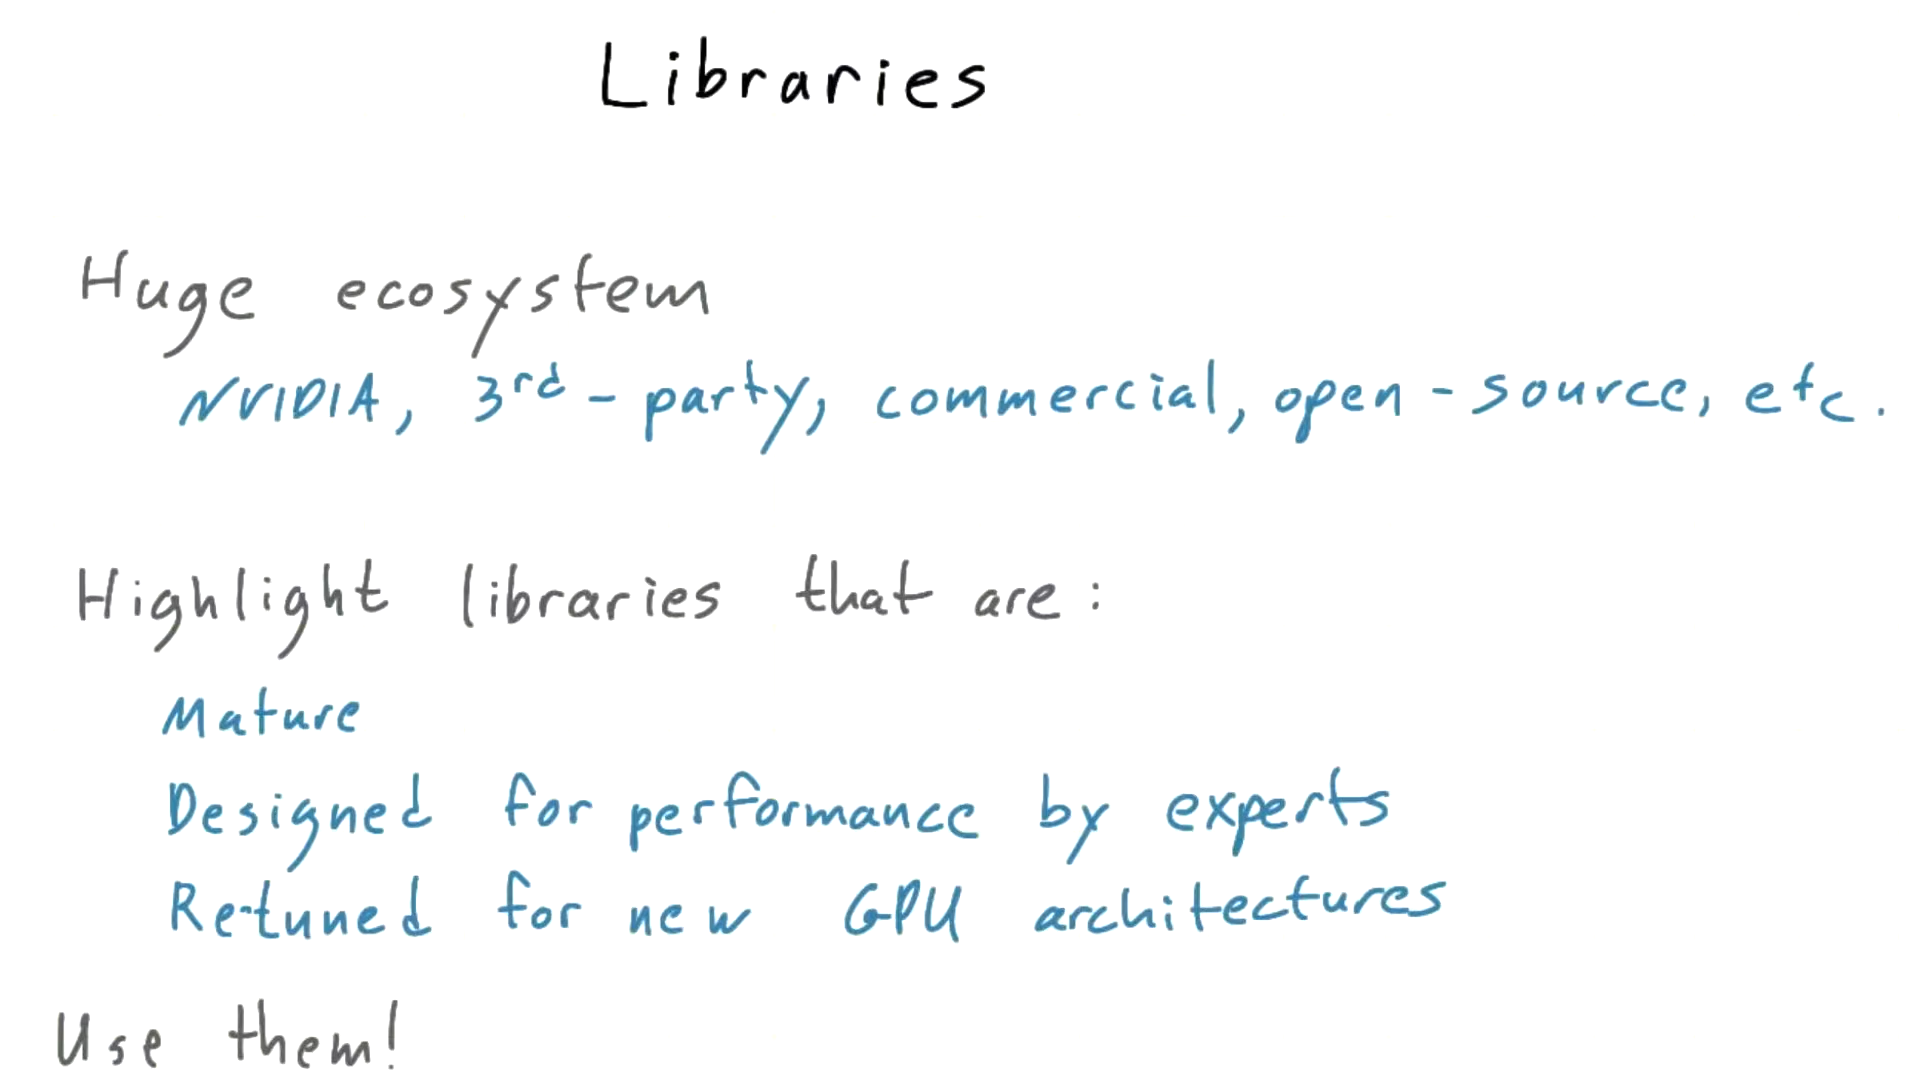 Libraries
Huge ecosystem
NVIDIA, 3rd-party, commercial, open-source, etc.
Highlight libraries that are:
Mature
Designed for performance by experts
Re-tuned for new GPU architectures
Use them!